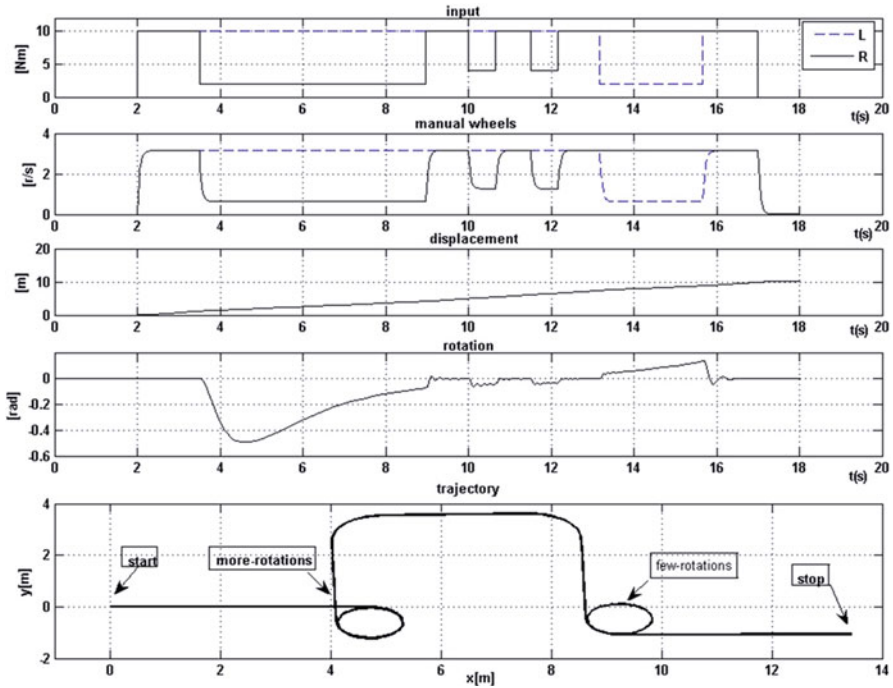 input
10
5
0
[Nm]
L
R
0 2 4 6 8 10 12 14 16 18 20
t(s)
manual wheels
4
2
0
[r/s]
0 2 4 6 8 10 12 14 16 18 20
t(s)
displacement
20
10
0
[m]
0 2 4 6 8 10 12 14 16 18 20
t(s)
rotation
0
-0.2
-0.4
-0.6
[rad]
0 2 4 6 8 10 12 14 16 18 20
t(s)
trajectory
4
2
0
-2
y[m]
start
more-rotations
few-rotations
stop
0 2 4 6 8 10 12 14
x[m]